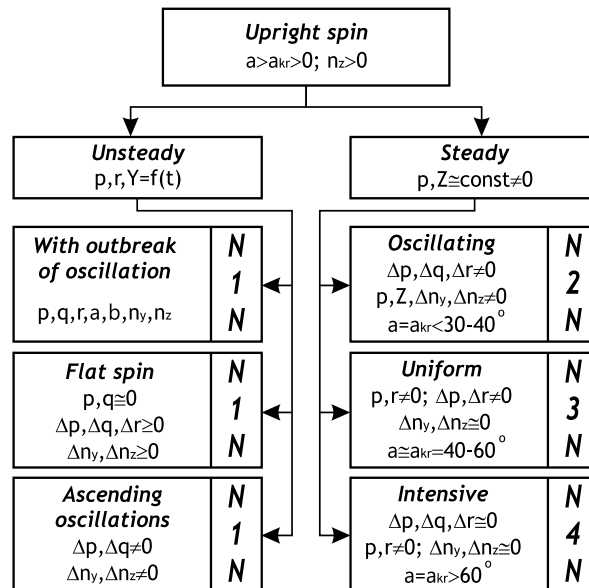 Upright spin
a>akr>0; nz>0
Unsteady
p,r,Y=f(t)
Steady
p,Z≅const≠0
With outbreak
of oscillation
p,q,r,a,b,ny,nz
N
1
N
Oscillating
Δp,Δq,Δr≠0
p,Z,Δny,Δnz≠0
a=akr<30-40°
N
2
N
Flat spin
p,q≅0
Δp,Δq,Δr≥0
Δny,Δnz≥0
N
1
N
Uniform
p,r≠0; Δp,Δr≠0
Δny,Δnz≅0
a≅akr=40-60°
N
3
N
Ascending
oscillations
Δp,Δq≠0
Δny,Δnz≠0
N
1
N
Intensive
Δp,Δq,Δr≅0
p,r≠0; Δny,Δnz≅0
a=akr>60°
N
4
N